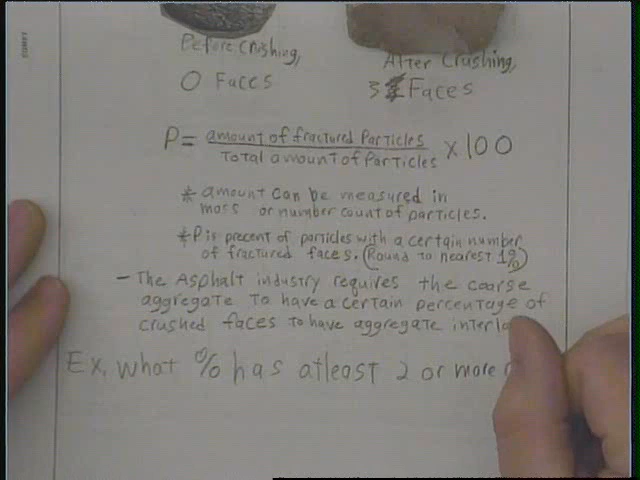 Before Crushing,
0 Faces
After Crushing,
3 Faces
P = amount of fractured Particles / Total amount of Particles x 100
* amount can be measured in
mass or number count of particles.
* P is precent of particles with a certain number
of fractured faces. (Round to nearest 1%)
- The Asphalt industry requires the coarse
aggregate to have a certain percentage of
crushed faces to have aggregate
Ex. what % has atleast 2 or more